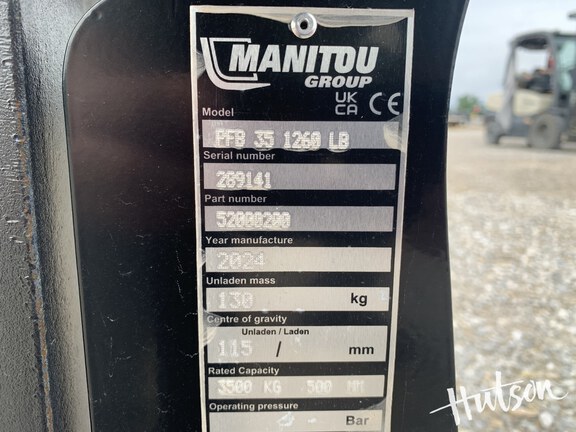 MANITOU
GROUP
UK
CA CE
Model
PFB 35 1260 LB
Serial number
289141
Part number
52000200
Year manufacture
2024
Unladen mass
130 kg
Centre of gravity
Unladen / Laden
115 / mm
Rated Capacity
3500 KG 500 MM
Operating pressure
- Bar
Hutson